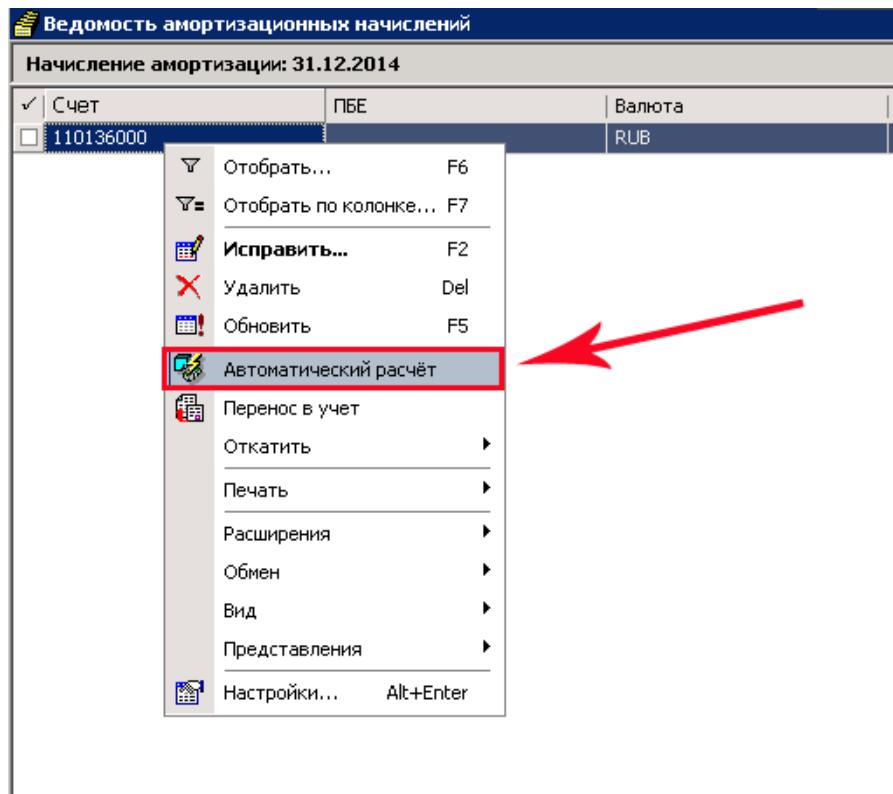 Ведомость амортизационных начислений
Начисление амортизации: 31.12.2014
Счет ПБЕ Валюта
110136000 RUB
Отобрать... F6
Отобрать по колонке... F7
Исправить... F2
Удалить Del
Обновить F5
Автоматический расчёт
Перенос в учет
Откатить
Печать
Расширения
Обмен
Вид
Представления
Настройки... Alt+Enter